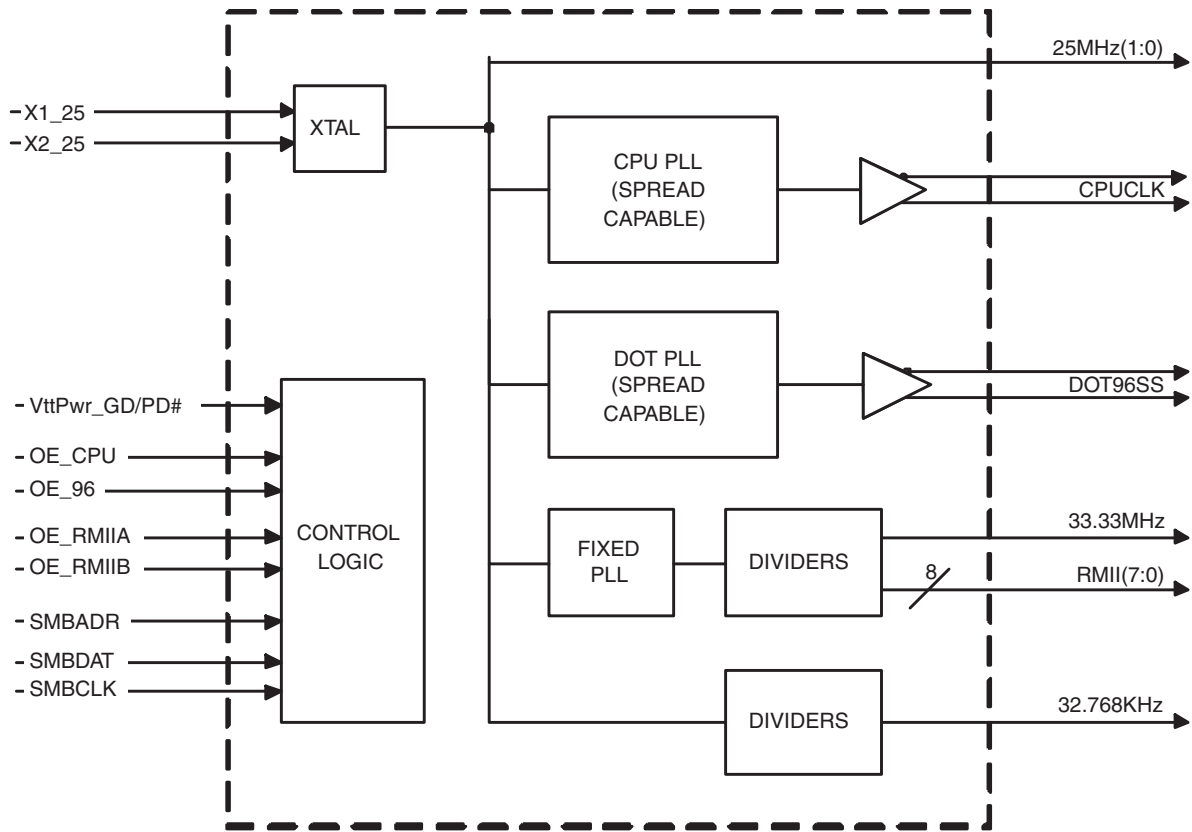 25MHz(1:0)
X1_25
X2_25
XTAL
CPU PLL
(SPREAD
CAPABLE)
CPUCLK
DOT PLL
(SPREAD
CAPABLE)
DOT96SS
VttPwr_GD/PD#
OE_CPU
OE_96
OE_RMIIA
OE_RMIIB
SMBADR
SMBDAT
SMBCLK
CONTROL
LOGIC
FIXED
PLL
DIVIDERS
33.33MHz
8
RMII(7:0)
DIVIDERS
32.768KHz